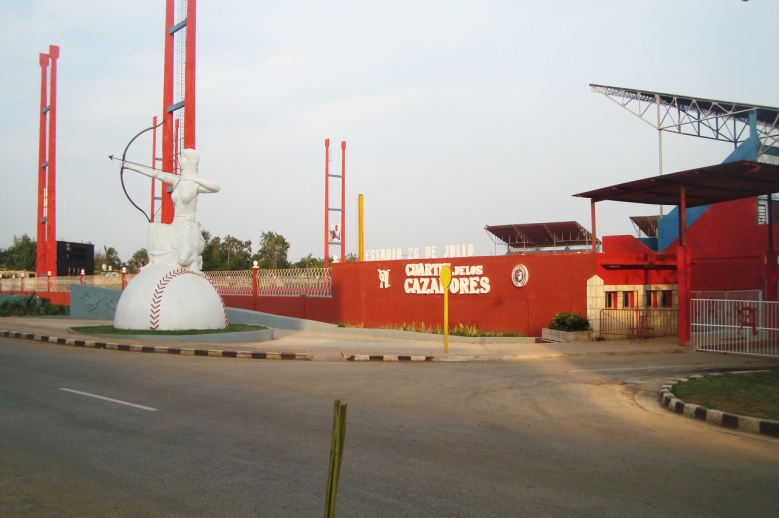 ESTADIO 26 DE JULIO
CUARTEL DE LOS
CAZADORES
A